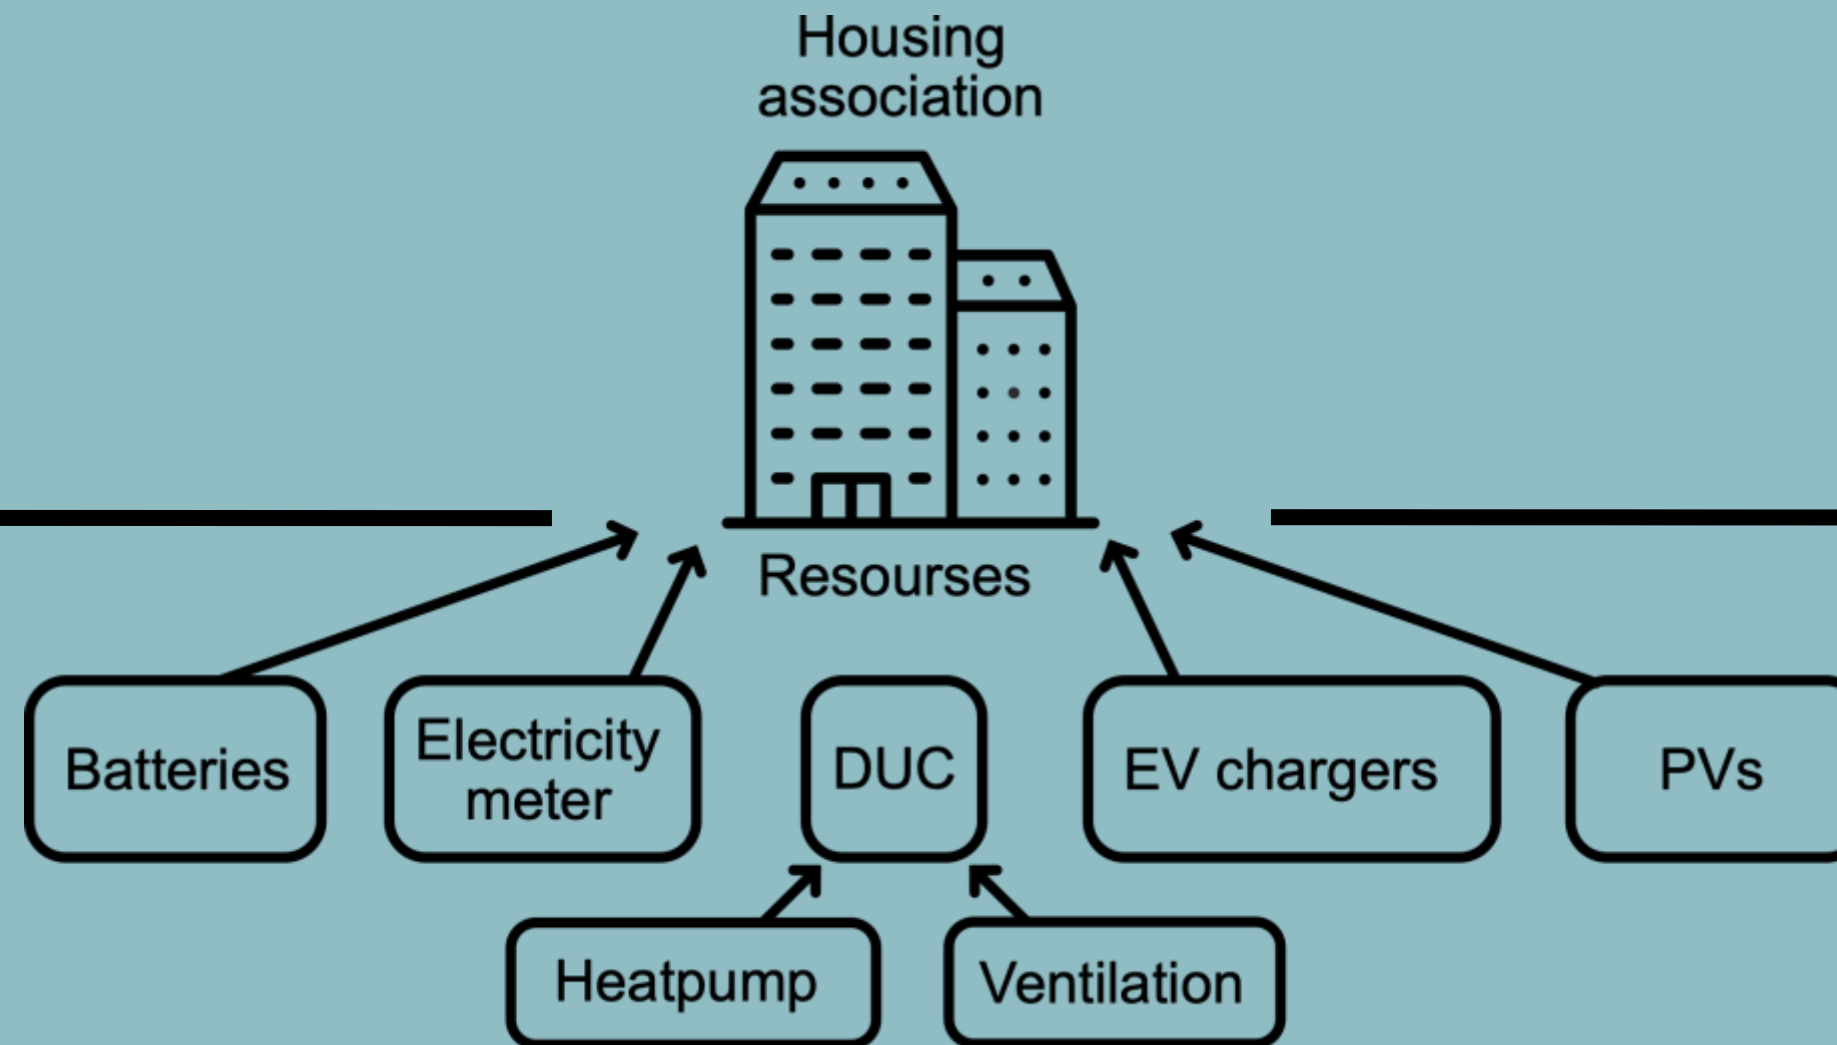 Housing
association
Resourses
Batteries
Electricity
meter
DUC
EV chargers
PVs
Heatpump
Ventilation